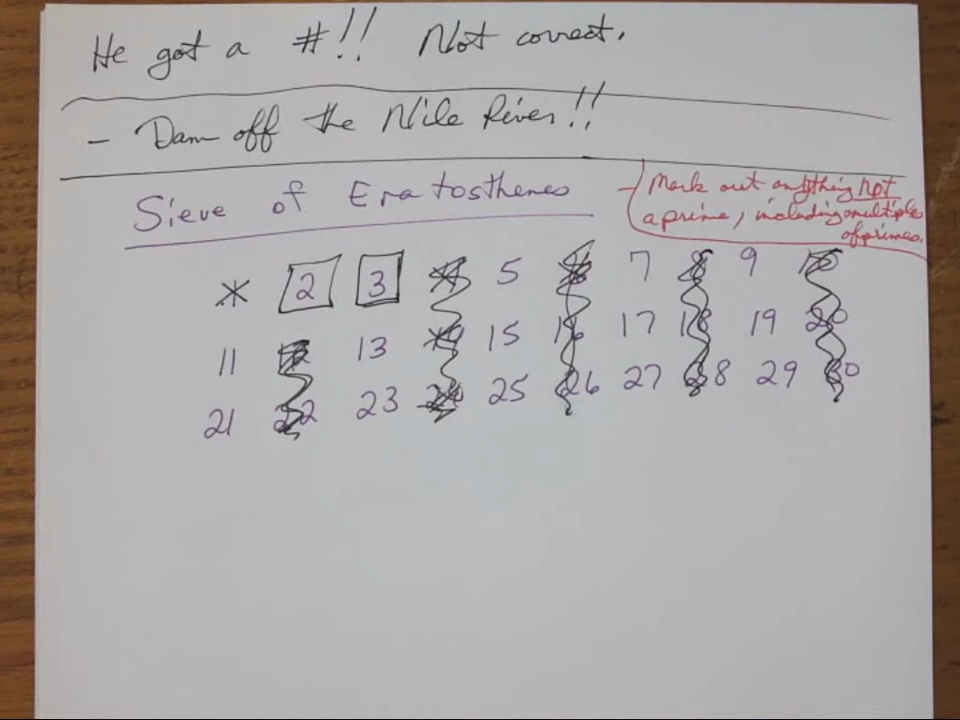 He got a #!! Not correct.
- Dam off the Nile River!!
Sieve of Eratosthenes
- Mark out anything not
a prime, including multiples
of primes.
* 2 3 4 5 6 7 8 9 10
11 12 13 14 15 16 17 18 19 20
21 22 23 24 25 26 27 28 29 30